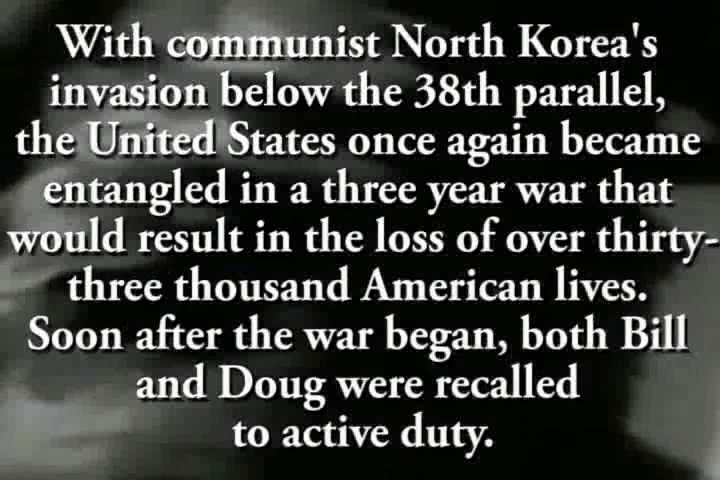 With communist North Korea's
invasion below the 38th parallel,
the United States once again became
entangled in a three year war that
would result in the loss of over thirty-
three thousand American lives.
Soon after the war began, both Bill
and Doug were recalled
to active duty.